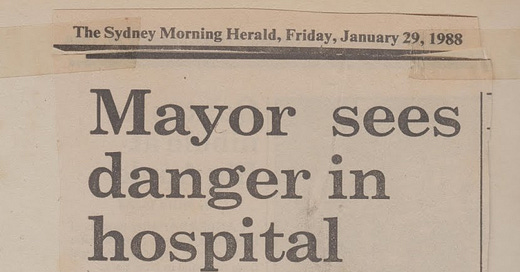 The Sydney Morning Herald, Friday, January 29, 1988
Mayor sees
danger in
hospital